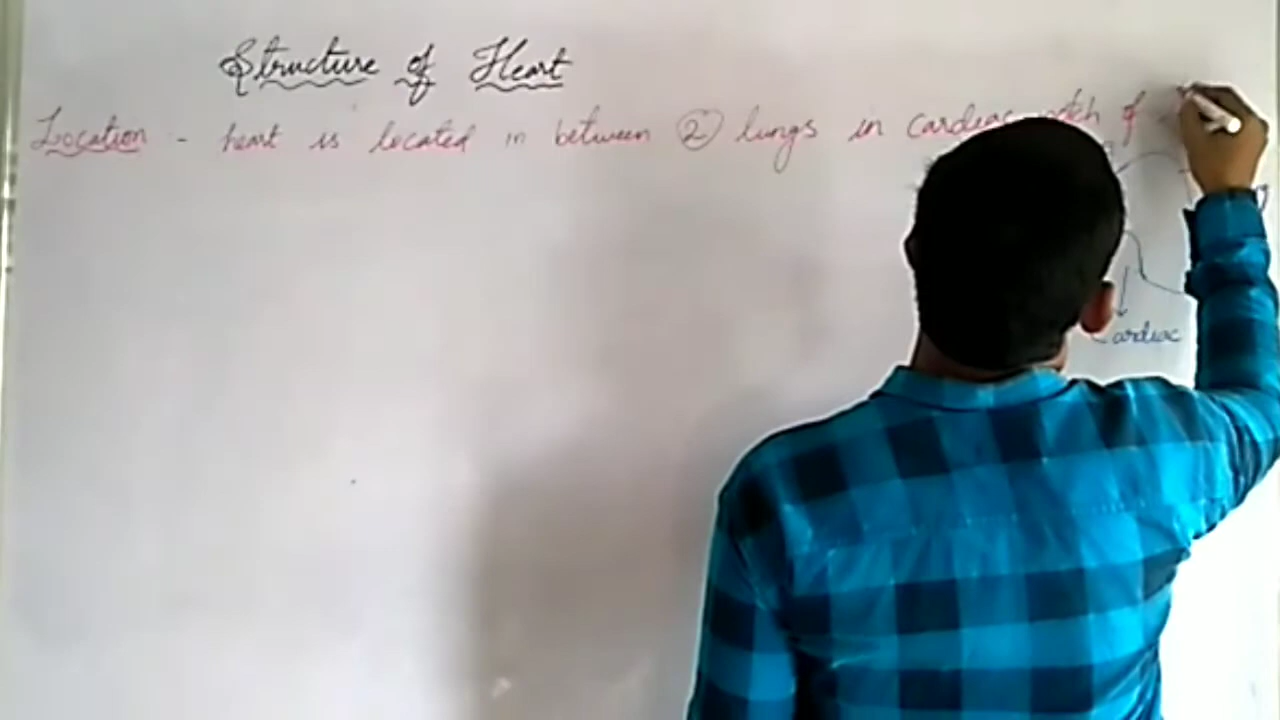 Structure of Heart
Location - heart is located in between 2 lungs in cardiac notch of
Cardiac